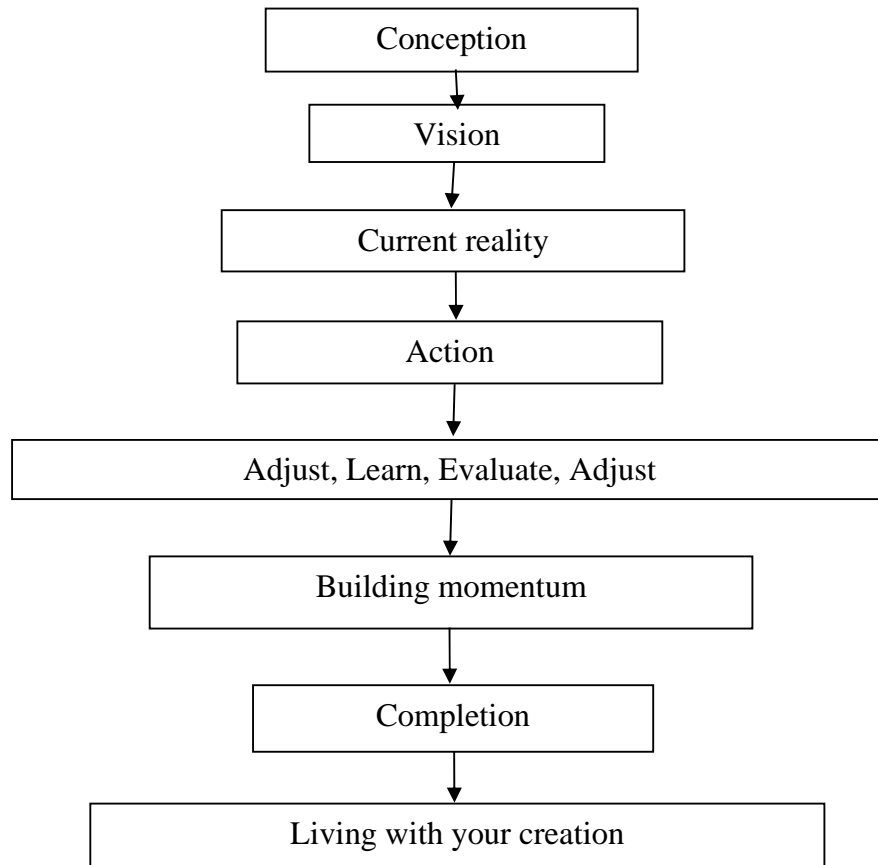 Conception
Vision
Current reality
Action
Adjust, Learn, Evaluate, Adjust
Building momentum
Completion
Living with your creation